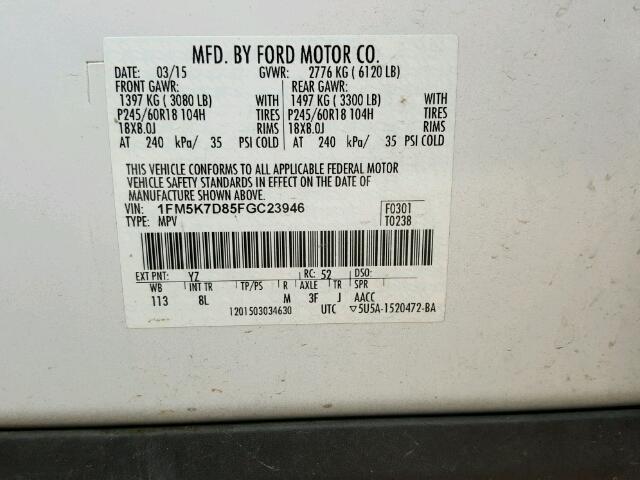 MFD. BY FORD MOTOR CO.
DATE: 03/15 GVWR: 2776 KG ( 6120 LB)
FRONT GAWR: REAR GAWR:
1397 KG ( 3080 LB) WITH 1497 KG ( 3300 LB) WITH
P245/60R18 104H TIRES P245/60R18 104H TIRES
18X8.0J RIMS 18X8.0J RIMS
AT 240 kPa/ 35 PSI COLD AT 240 kPa/ 35 PSI COLD
THIS VEHICLE CONFORMS TO ALL APPLICABLE FEDERAL MOTOR
VEHICLE SAFETY STANDARDS IN EFFECT ON THE DATE OF
MANUFACTURE SHOWN ABOVE.
VIN: 1FM5K7D85FGC23946 F0301
TYPE: MPV T0238
EXT PNT: YZ RC: 52 DSO:
WB INT TR TP/PS R AXLE TR SPR
113 8L M 3F J AACC
1201503034630 UTC ▽5U5A-1520472-BA